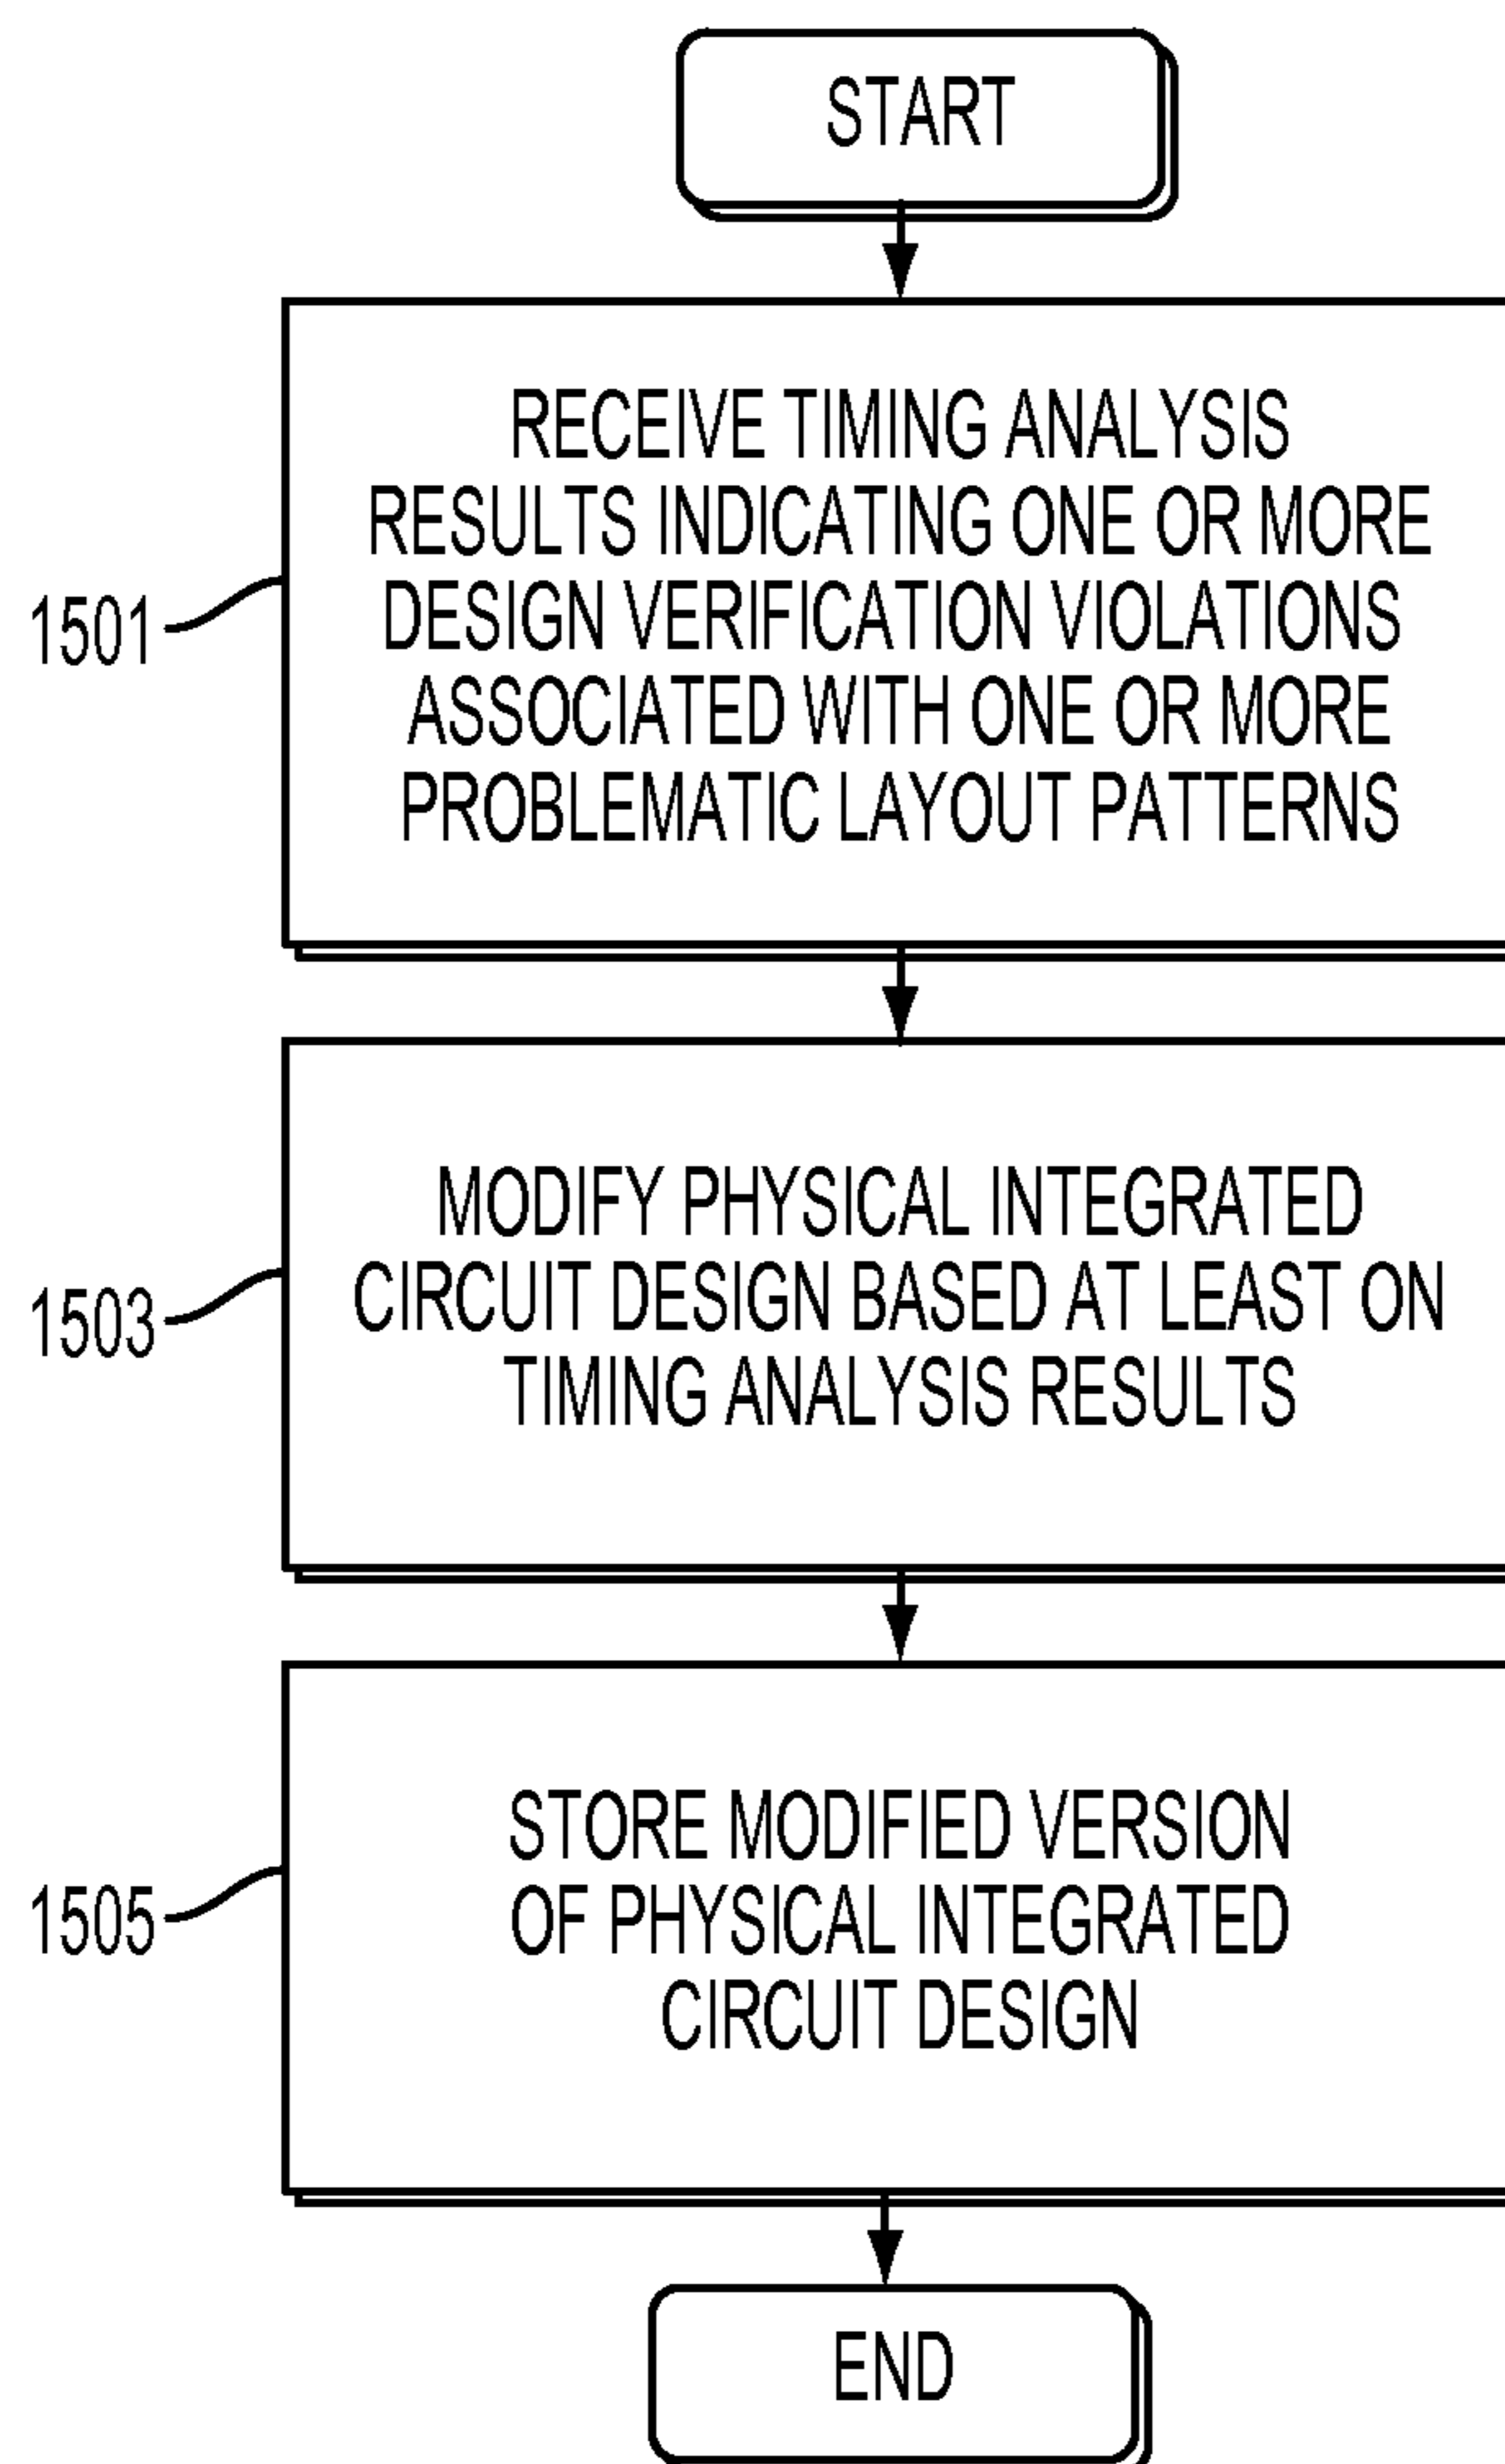 START
RECEIVE TIMING ANALYSIS
RESULTS INDICATING ONE OR MORE
DESIGN VERIFICATION VIOLATIONS
ASSOCIATED WITH ONE OR MORE
PROBLEMATIC LAYOUT PATTERNS
1501
MODIFY PHYSICAL INTEGRATED
CIRCUIT DESIGN BASED AT LEAST ON
TIMING ANALYSIS RESULTS
1503
STORE MODIFIED VERSION
OF PHYSICAL INTEGRATED
CIRCUIT DESIGN
1505
END